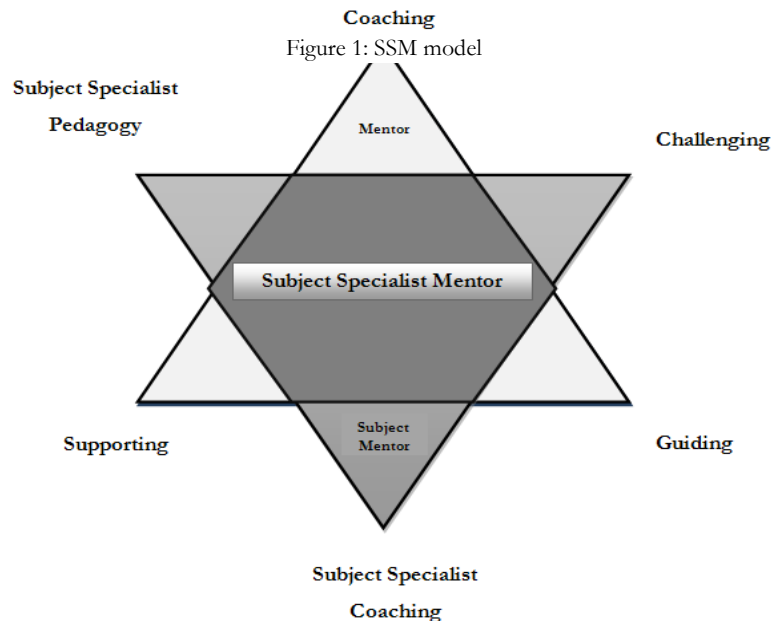 Coaching
Figure 1: SSM model
Subject Specialist
Pedagogy
Mentor
Challenging
Subject Specialist Mentor
Subject
Mentor
Supporting
Guiding
Subject Specialist
Coaching